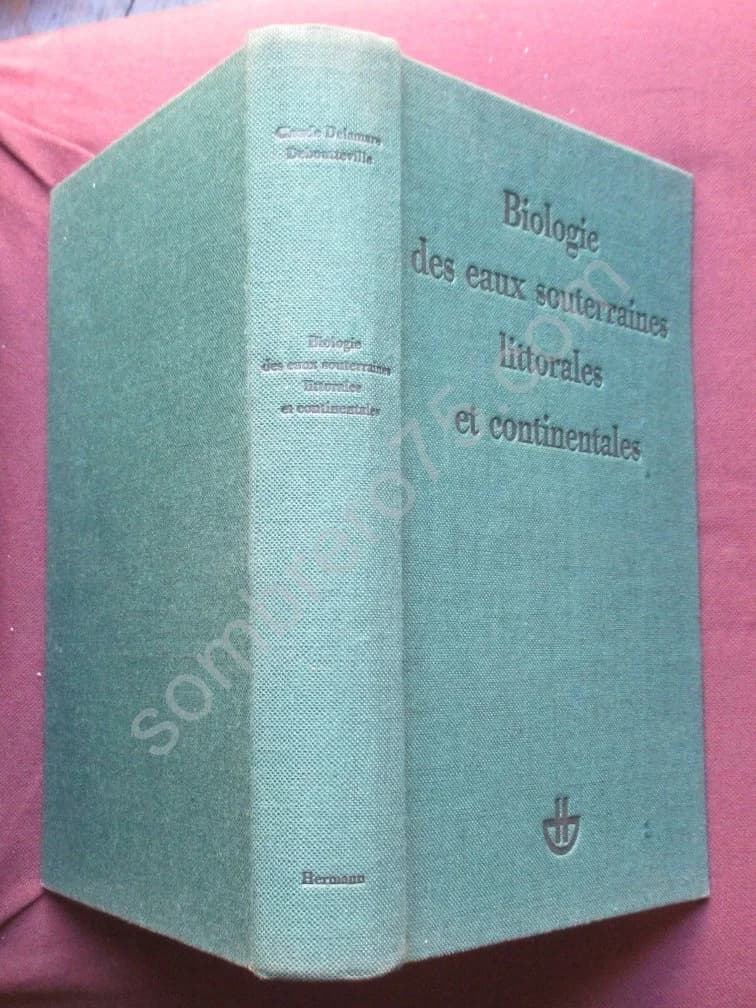 Claude Delamare
Deboutteville
Biologie
des eaux souterraines
littorales
et continentales
Hermann
Biologie
des eaux souterraines
littorales
et continentales
sombrero75.com